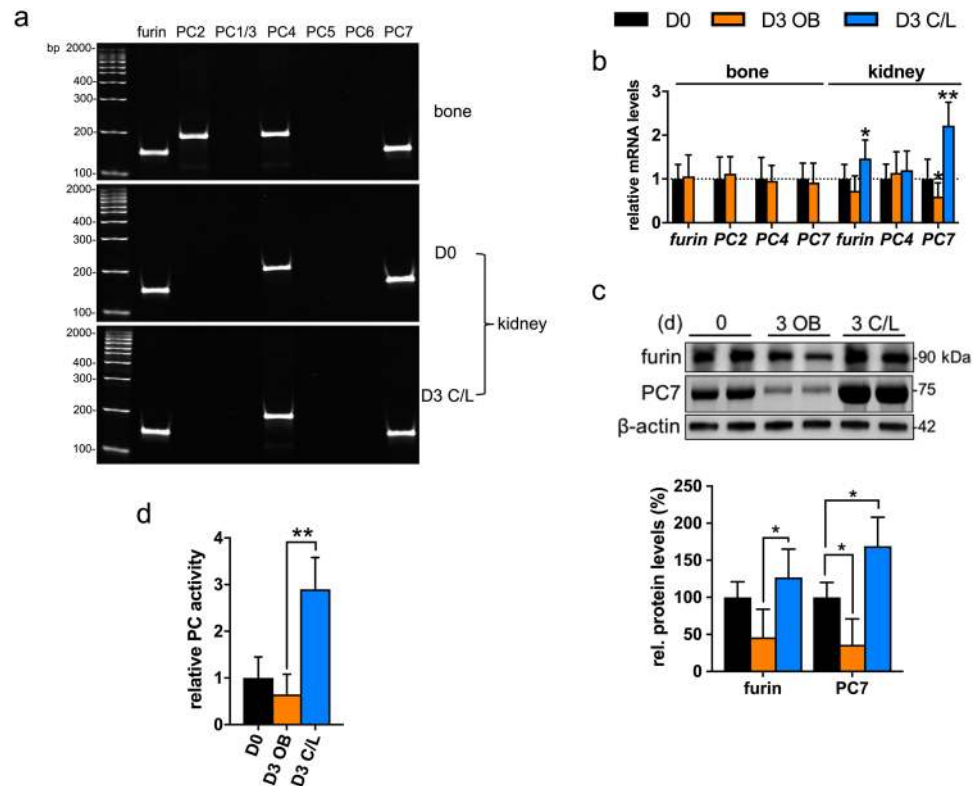 a
furin PC2 PC1/3 PC4 PC5 PC6 PC7
bp 2000-
400-
300-
200-
100-
bone
2000-
400-
300-
200-
100-
D0
kidney
2000-
400-
300-
200-
100-
D3 C/L
D0 D3 OB D3 C/L
b
bone kidney
relative mRNA levels
3
2
1
0
* * **
furin PC2 PC4 PC7 furin PC4 PC7
c
(d) 0 3 OB 3 C/L
furin -90 kDa
PC7 -75
β-actin -42
rel. protein levels (%)
250
200
150
100
50
0
* * *
furin PC7
d
relative PC activity
4
3
2
1
0
**
D0
D3 OB
D3 C/L